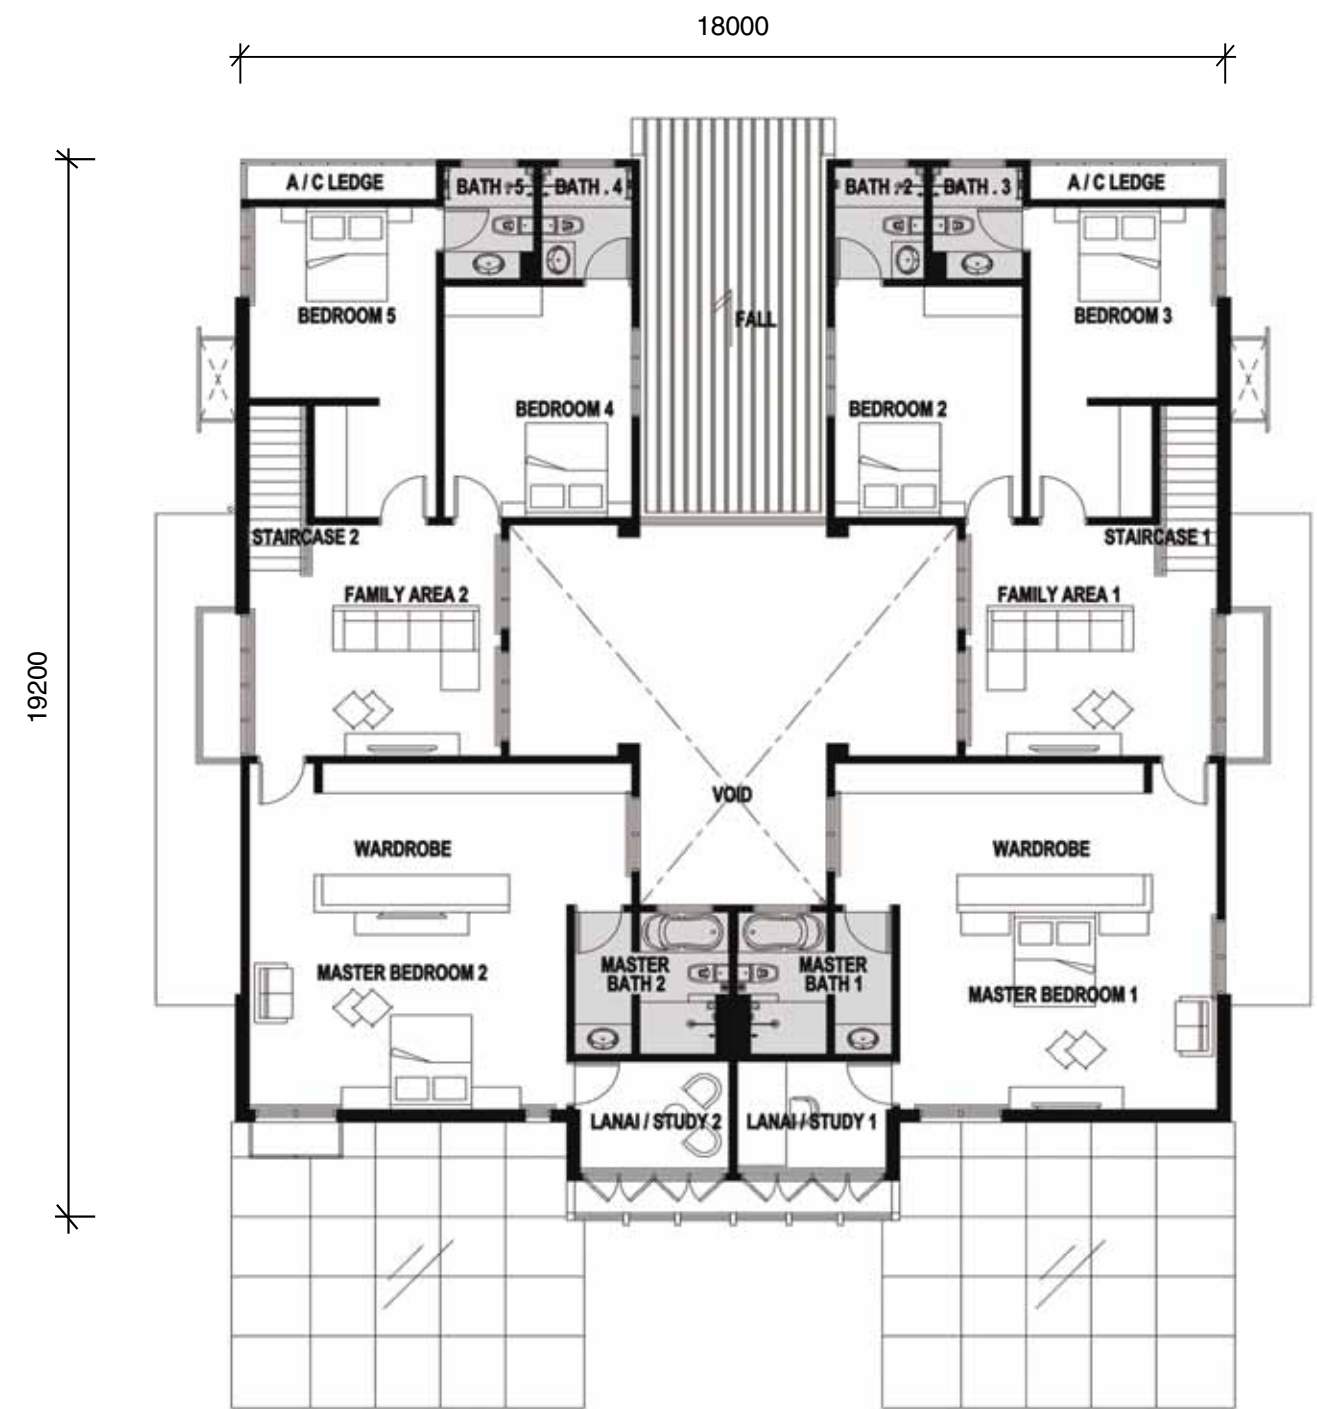 18000
A / C LEDGE
BATH . 5
BATH . 4
BATH . 2
BATH . 3
A / C LEDGE
BEDROOM 5
FALL
BEDROOM 3
BEDROOM 4
BEDROOM 2
STAIRCASE 2
STAIRCASE 1
FAMILY AREA 2
FAMILY AREA 1
19200
VOID
WARDROBE
WARDROBE
MASTER BEDROOM 2
MASTER
BATH 2
MASTER
BATH 1
MASTER BEDROOM 1
LANAI / STUDY 2
LANAI / STUDY 1